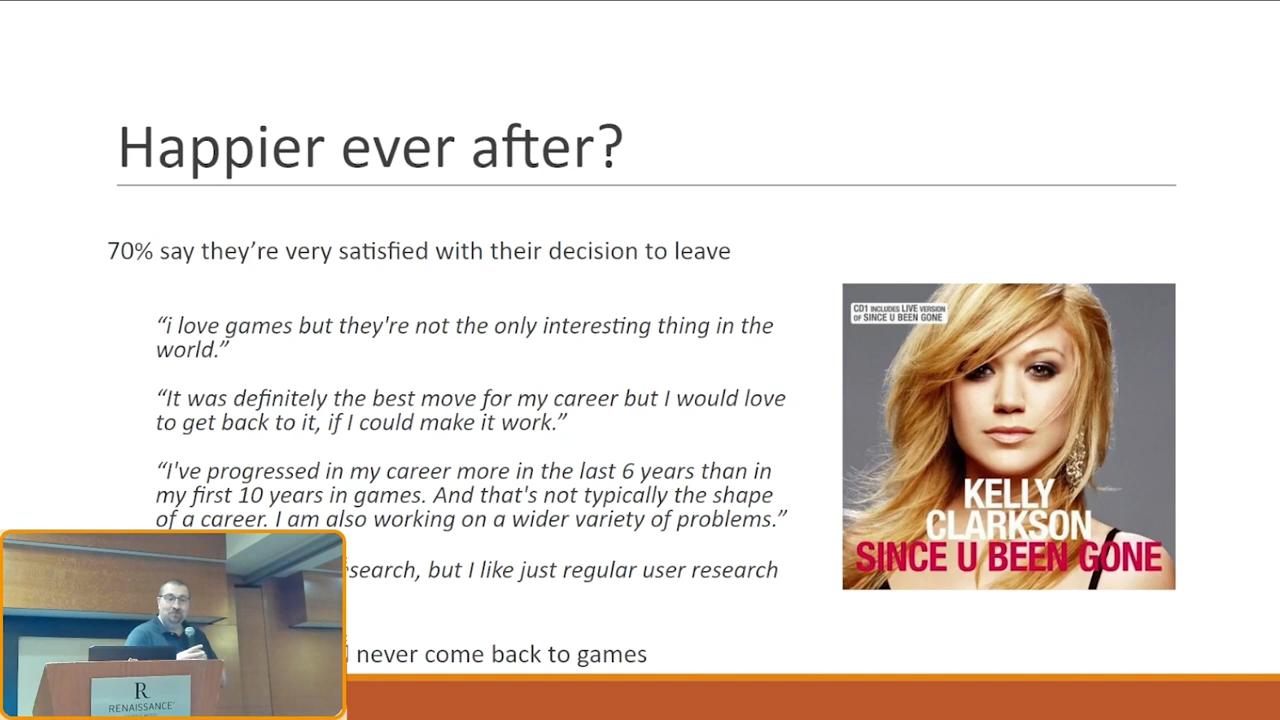 Happier ever after?
70% say they're very satisfied with their decision to leave
“i love games but they're not the only interesting thing in the
world.”
“It was definitely the best move for my career but I would love
to get back to it, if I could make it work.”
“I've progressed in my career more in the last 6 years than in
my first 10 years in games. And that's not typically the shape
of a career. I am also working on a wider variety of problems.”
search, but I like just regular user research
never come back to games
CD1 INCLUDES LIVE VERSION
OF SINCE U BEEN GONE
KELLY
CLARKSON
SINCE U BEEN GONE
R
RENAISSANCE